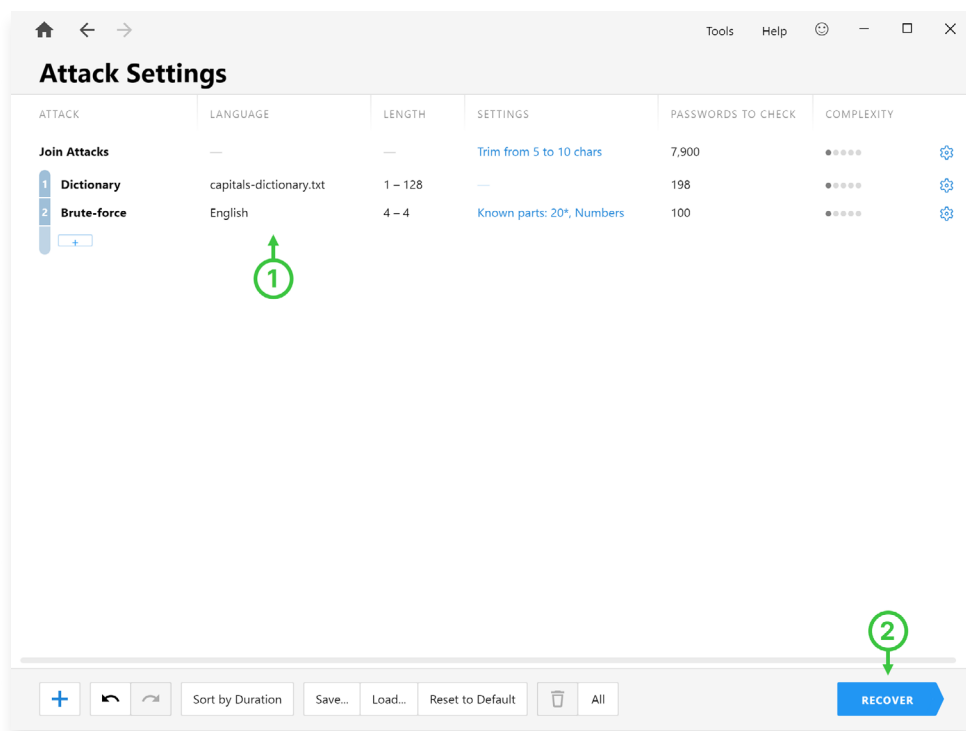 Tools Help
Attack Settings
ATTACK LANGUAGE LENGTH SETTINGS PASSWORDS TO CHECK COMPLEXITY
Join Attacks — — Trim from 5 to 10 chars 7,900
1 Dictionary capitals-dictionary.txt 1 – 128 — 198
2 Brute-force English 4 – 4 Known parts: 20*, Numbers 100
+
1
2
+ Sort by Duration Save... Load... Reset to Default All RECOVER